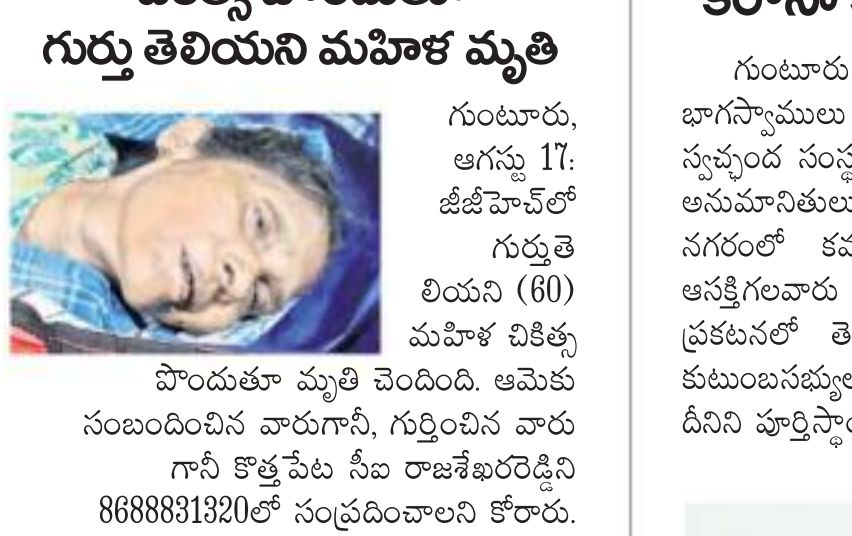 గుర్తు తెలియని మహిళ మృతి
గుంటూరు,
ఆగస్టు 17:
జీజీహెచ్‌లో
గుర్తుతె
లియని (60)
మహిళ చికిత్స
పొందుతూ మృతి చెందింది. ఆమెకు
సంబందించిన వారుగానీ, గుర్తించిన వారు
గానీ కొత్తపేట సీఐ రాజశేఖరరెడ్డిని
8688831320లో సంప్రదించాలని కోరారు.
గుంటూరు
భాగస్వాములు
స్వచ్ఛంద
అనుమానితులు
నగరంలో
ఆసక్తిగలవారు
ప్రకటనలో
దీనిని